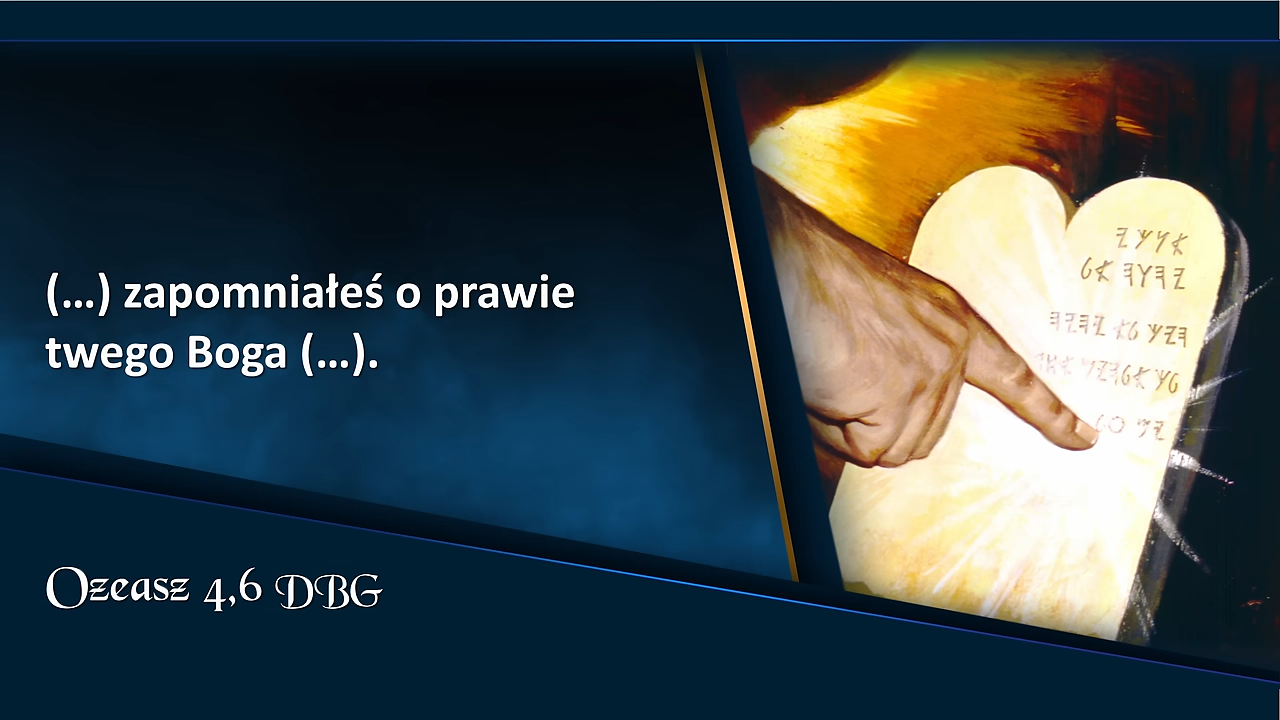 (...) zapomniałeś o prawie
twego Boga (...).
Ozeasz 4,6 DBG